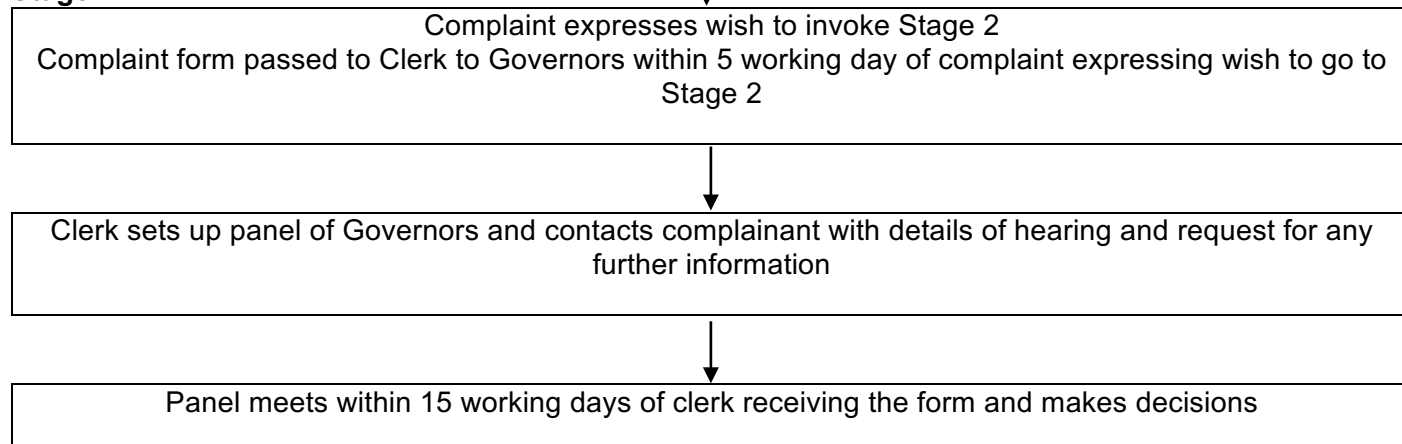 Complaint expresses wish to invoke Stage 2
Complaint form passed to Clerk to Governors within 5 working day of complaint expressing wish to go to
Stage 2
Clerk sets up panel of Governors and contacts complainant with details of hearing and request for any
further information
Panel meets within 15 working days of clerk receiving the form and makes decisions